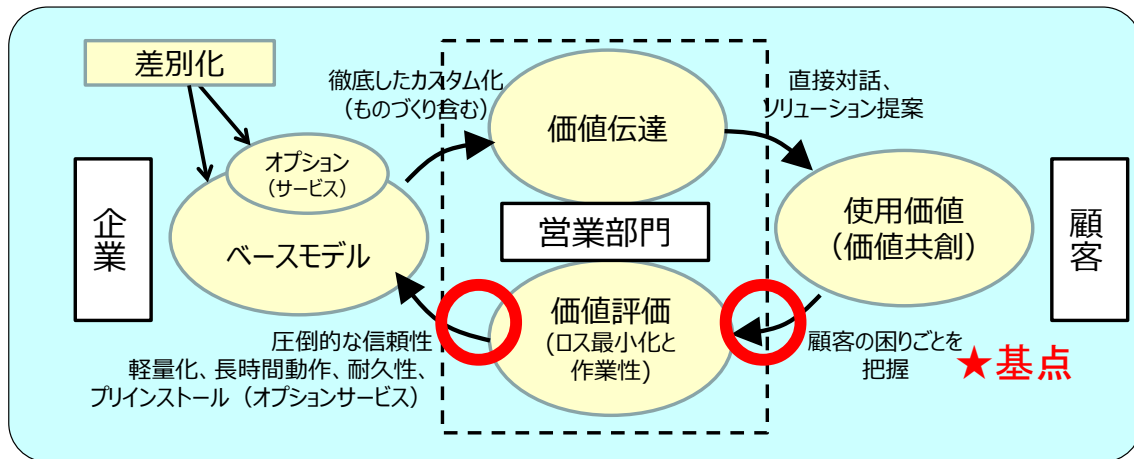 差別化
徹底したカスタム化
(ものづくり含む)
価値伝達
直接対話、
ソリューション提案
オプション
(サービス)
企業
ベースモデル
営業部門
使用価値
(価値共創)
顧客
価値評価
(ロス最小化と
作業性)
圧倒的な信頼性
軽量化、長時間動作、耐久性、
プリインストール（オプションサービス）
顧客の困りごとを
把握
★基点